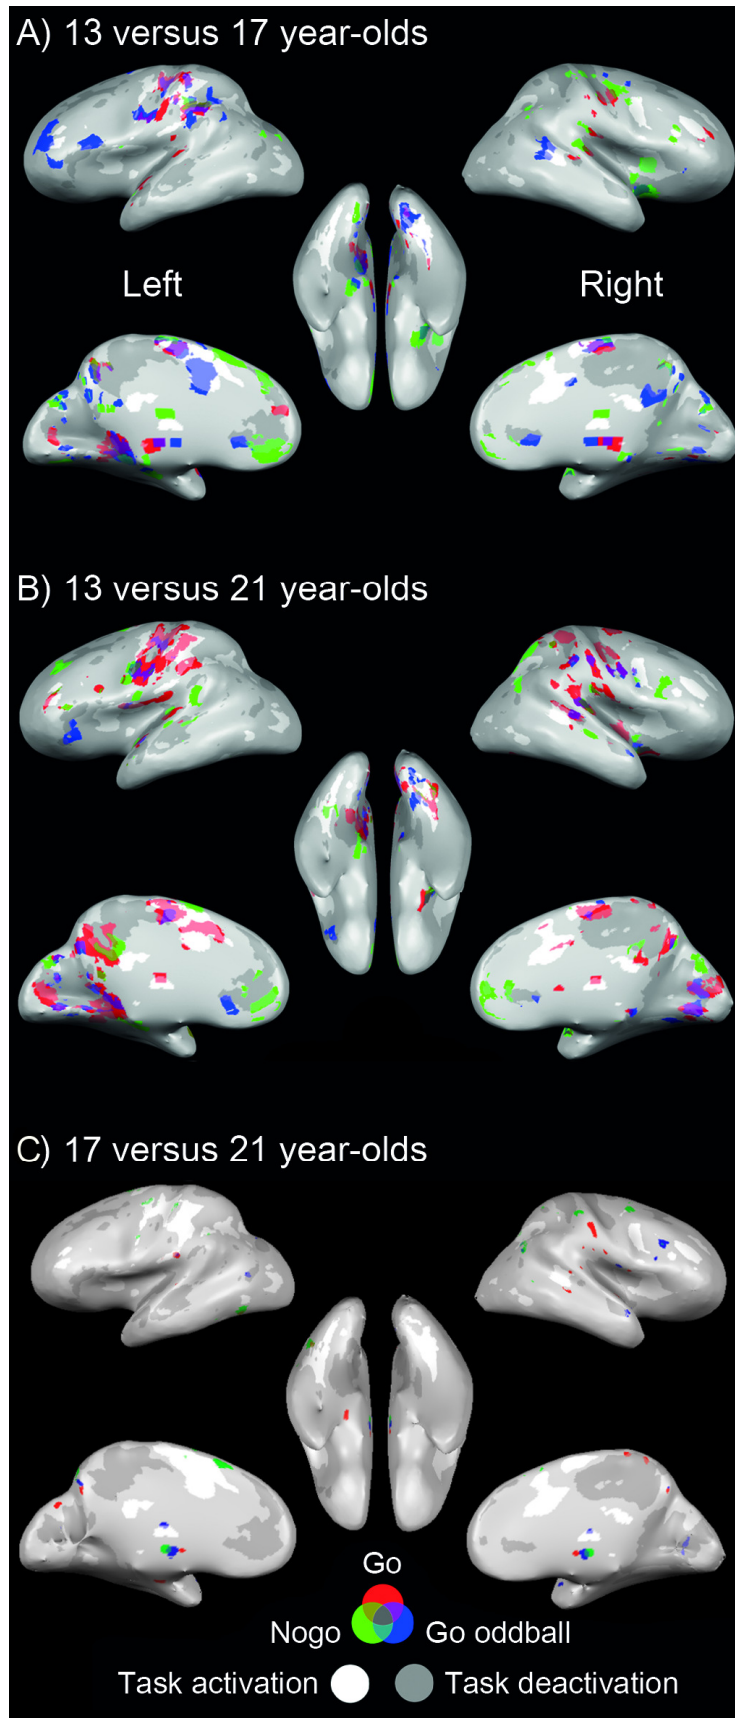 A) 13 versus 17 year-olds
Left
Right
B) 13 versus 21 year-olds
C) 17 versus 21 year-olds
Go
Nogo
Go oddball
Task activation
Task deactivation